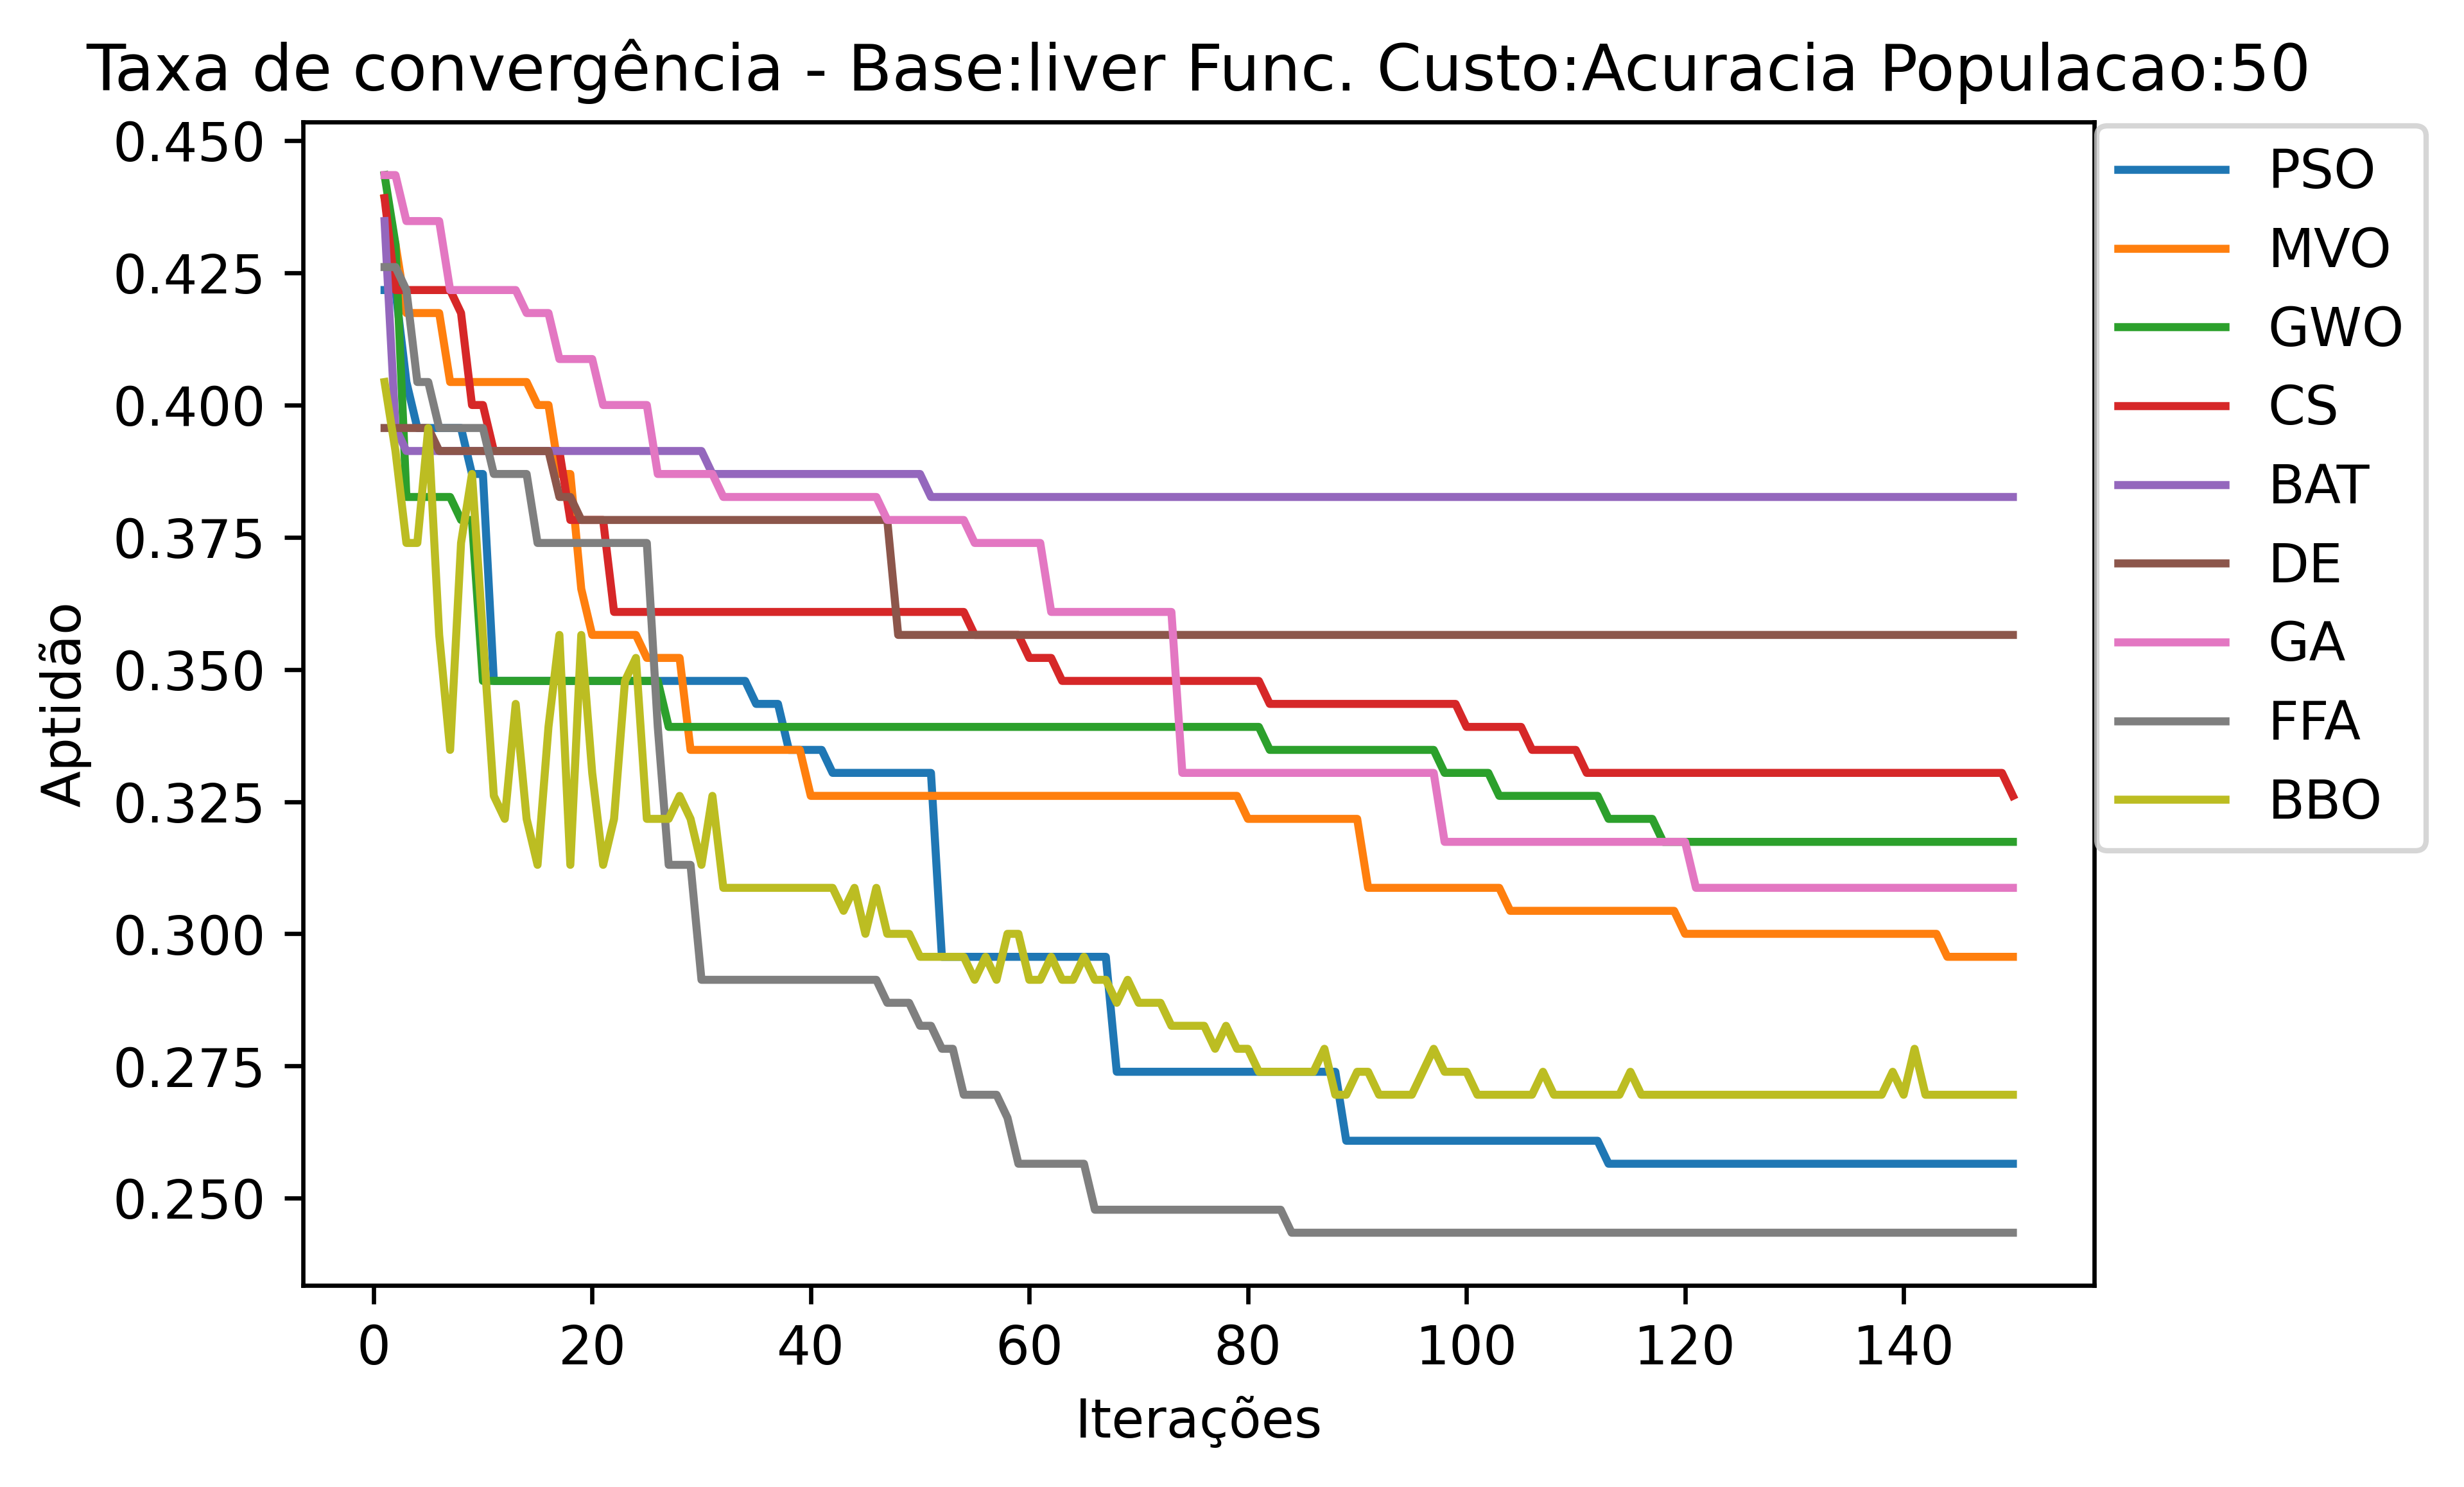 Taxa de convergência - Base:liver Func. Custo:Acuracia Populacao:50
0.450
0.425
0.400
0.375
0.350
0.325
0.300
0.275
0.250
Aptidão
0 20 40 60 80 100 120 140
Iterações
PSO
MVO
GWO
CS
BAT
DE
GA
FFA
BBO